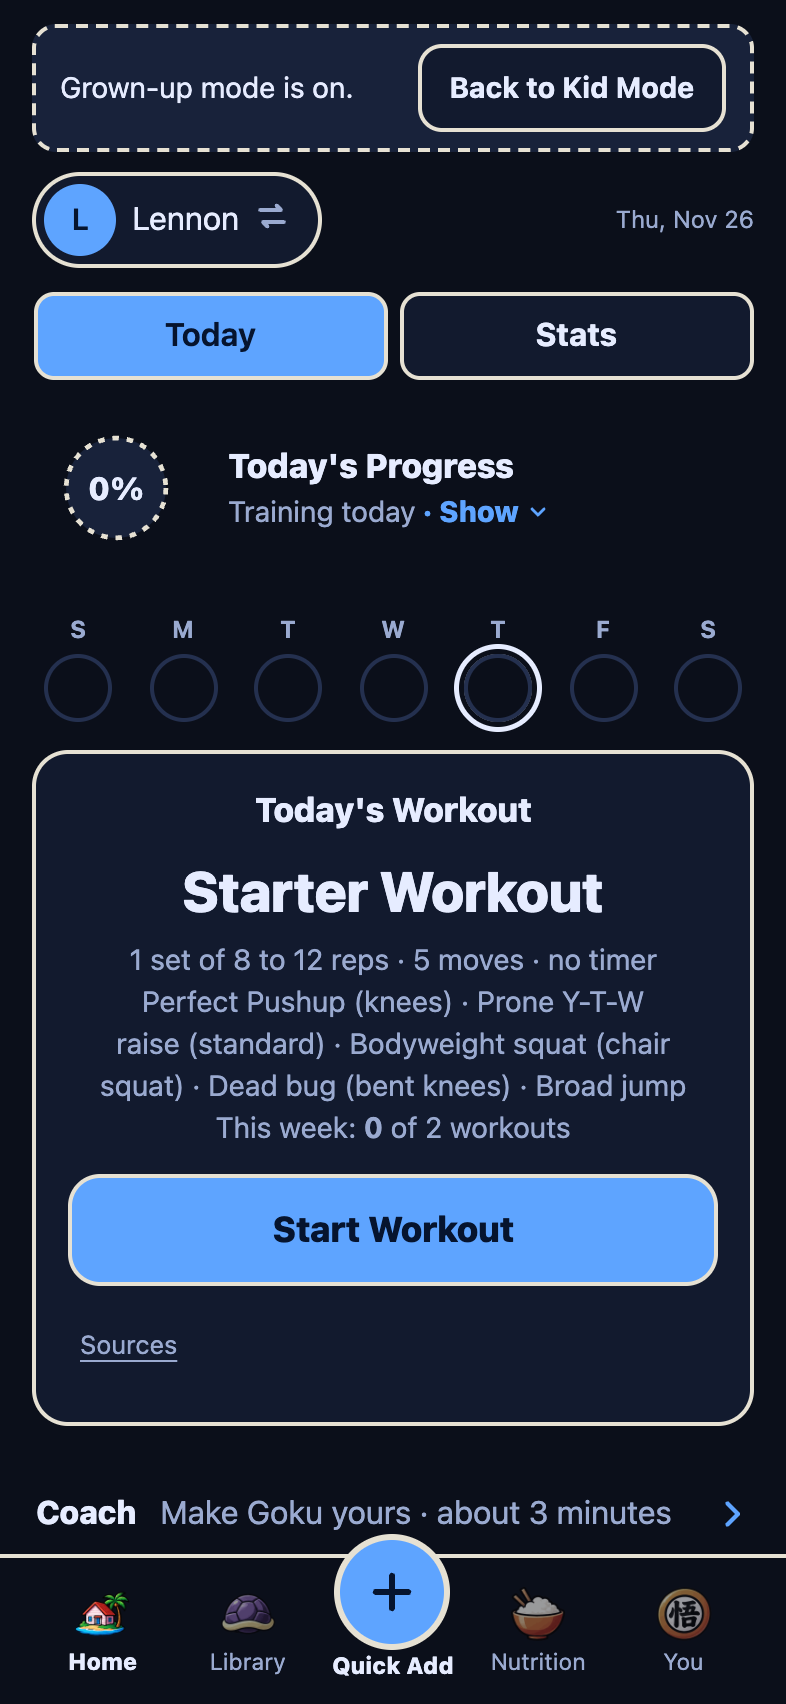 Grown-up mode is on.
Back to Kid Mode
L
Lennon
Thu, Nov 26
Today
Stats
0%
Today's Progress
Training today · Show
S M T W T F S
Today's Workout
Starter Workout
1 set of 8 to 12 reps · 5 moves · no timer
Perfect Pushup (knees) · Prone Y-T-W
raise (standard) · Bodyweight squat (chair
squat) · Dead bug (bent knees) · Broad jump
This week: 0 of 2 workouts
Start Workout
Sources
Coach Make Goku yours · about 3 minutes
悟
Home
Library
Quick Add
Nutrition
You